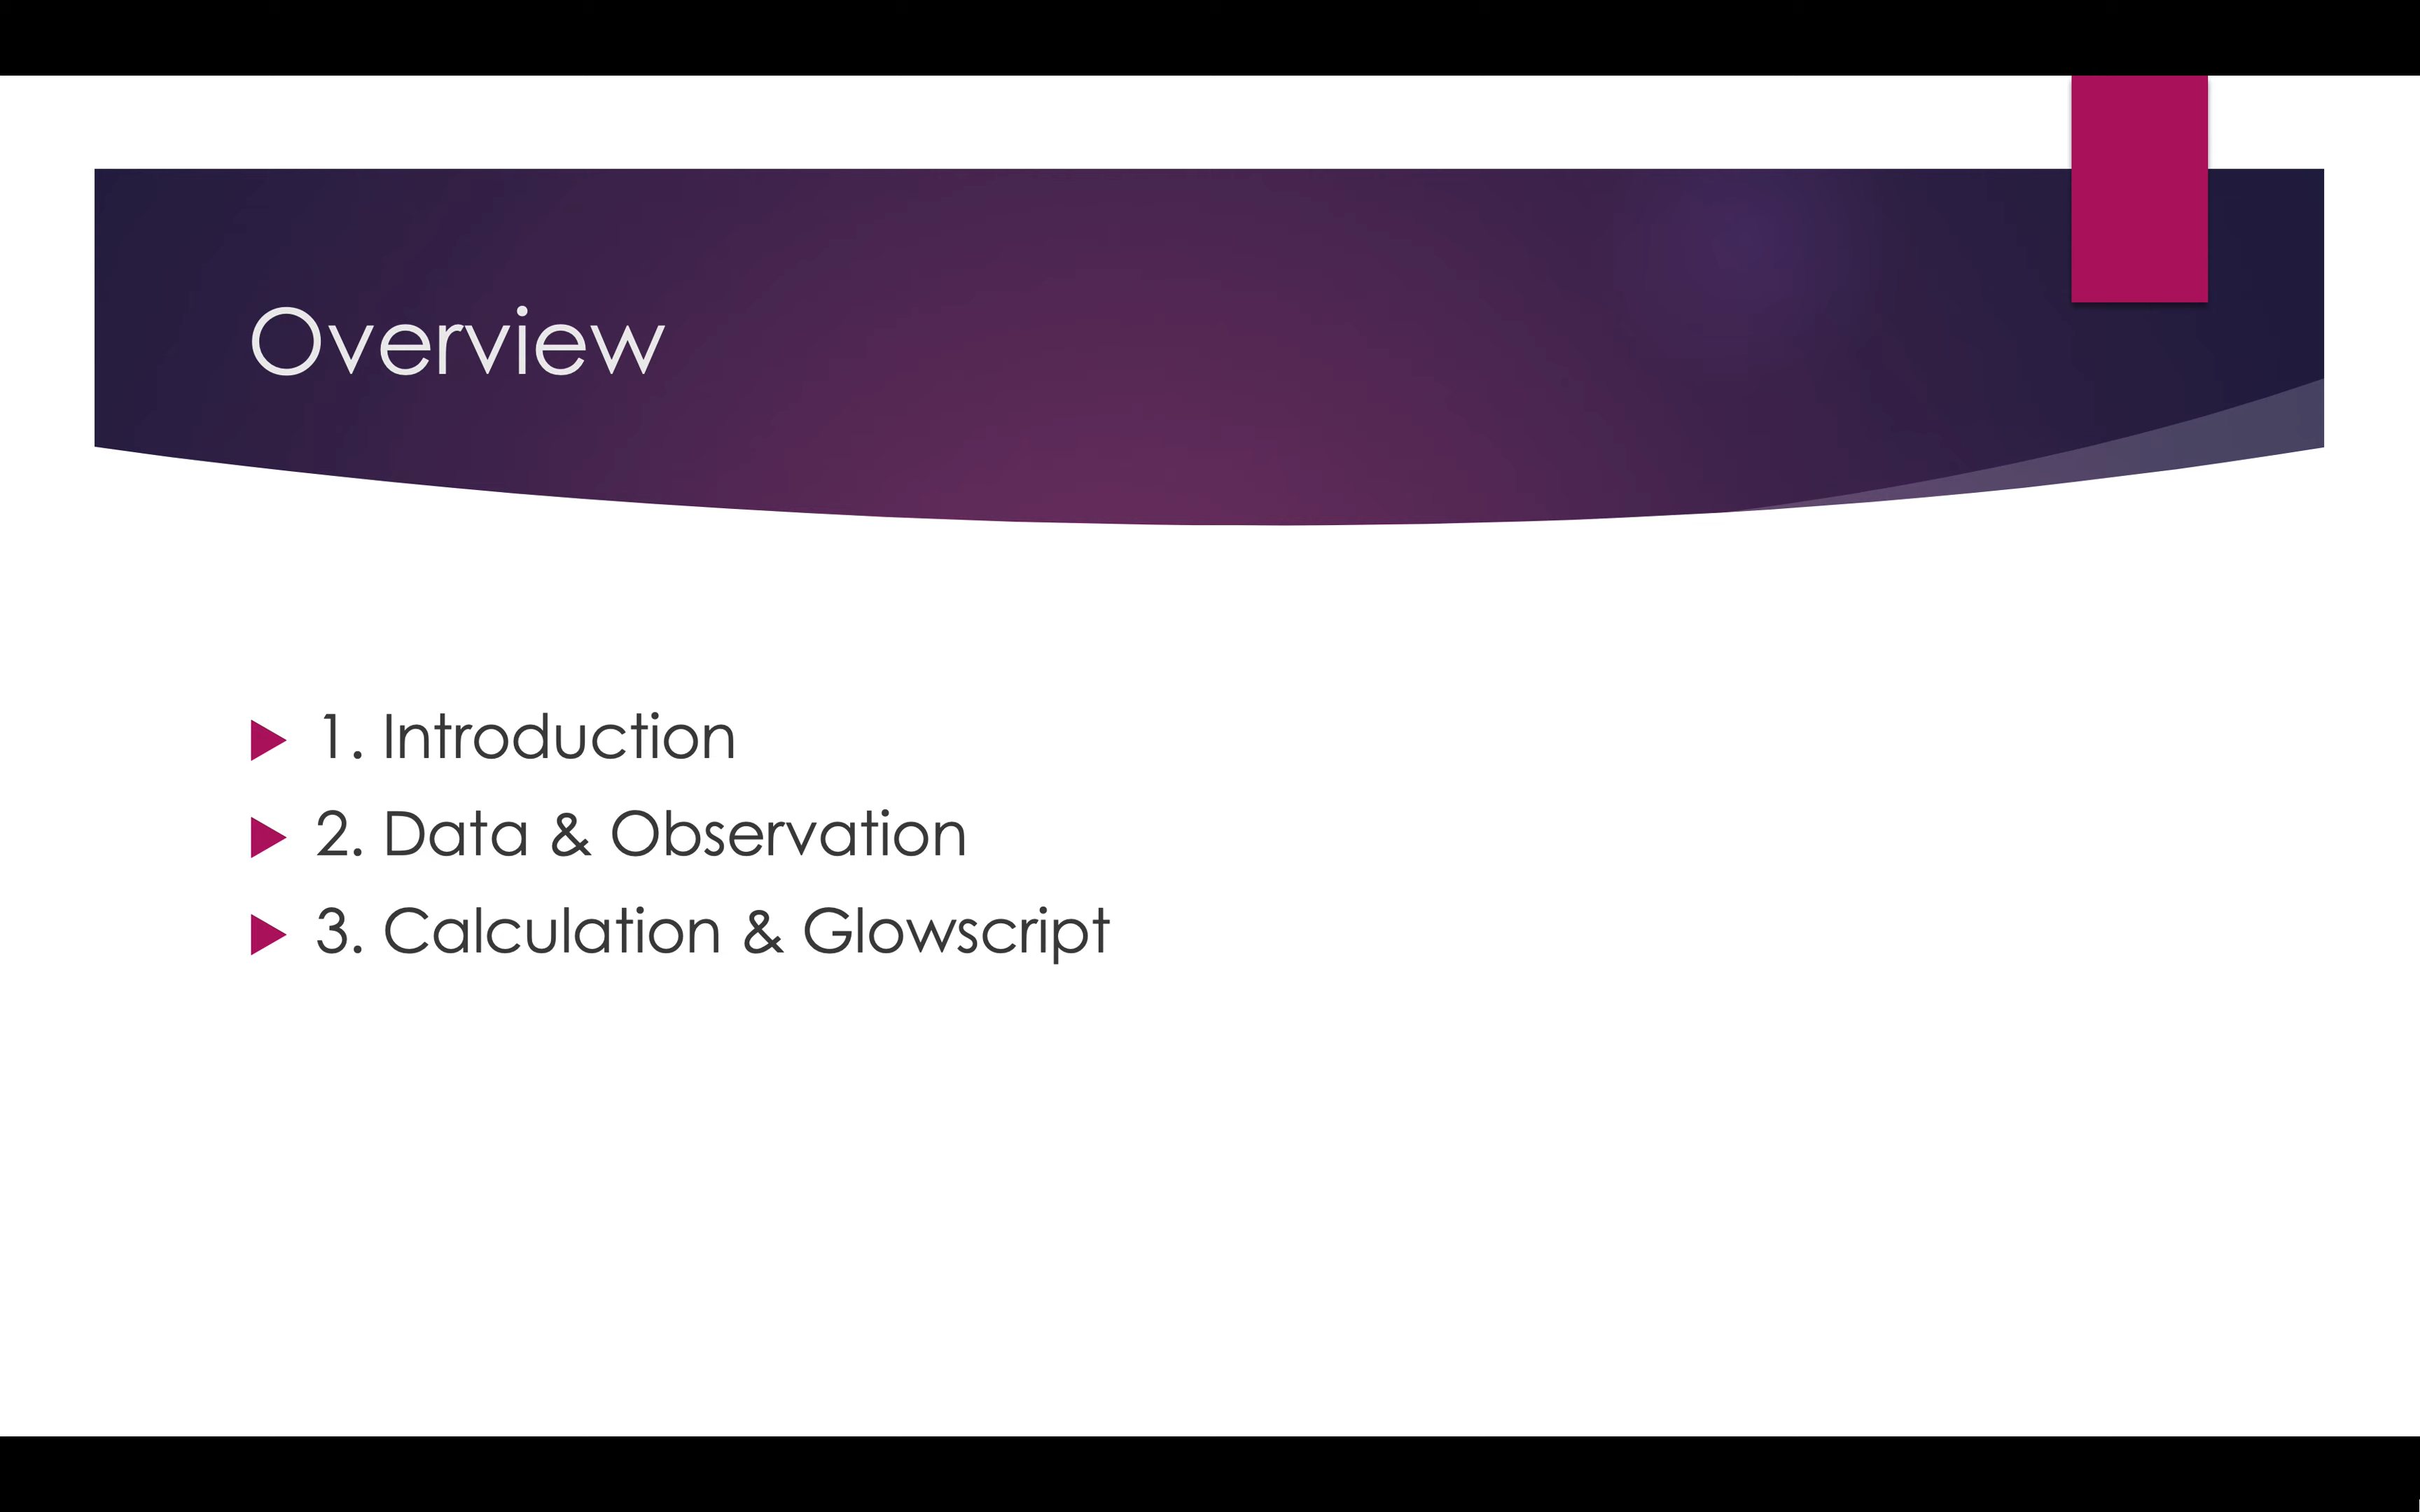 Overview
1. Introduction
2. Data & Observation
3. Calculation & Glowscript